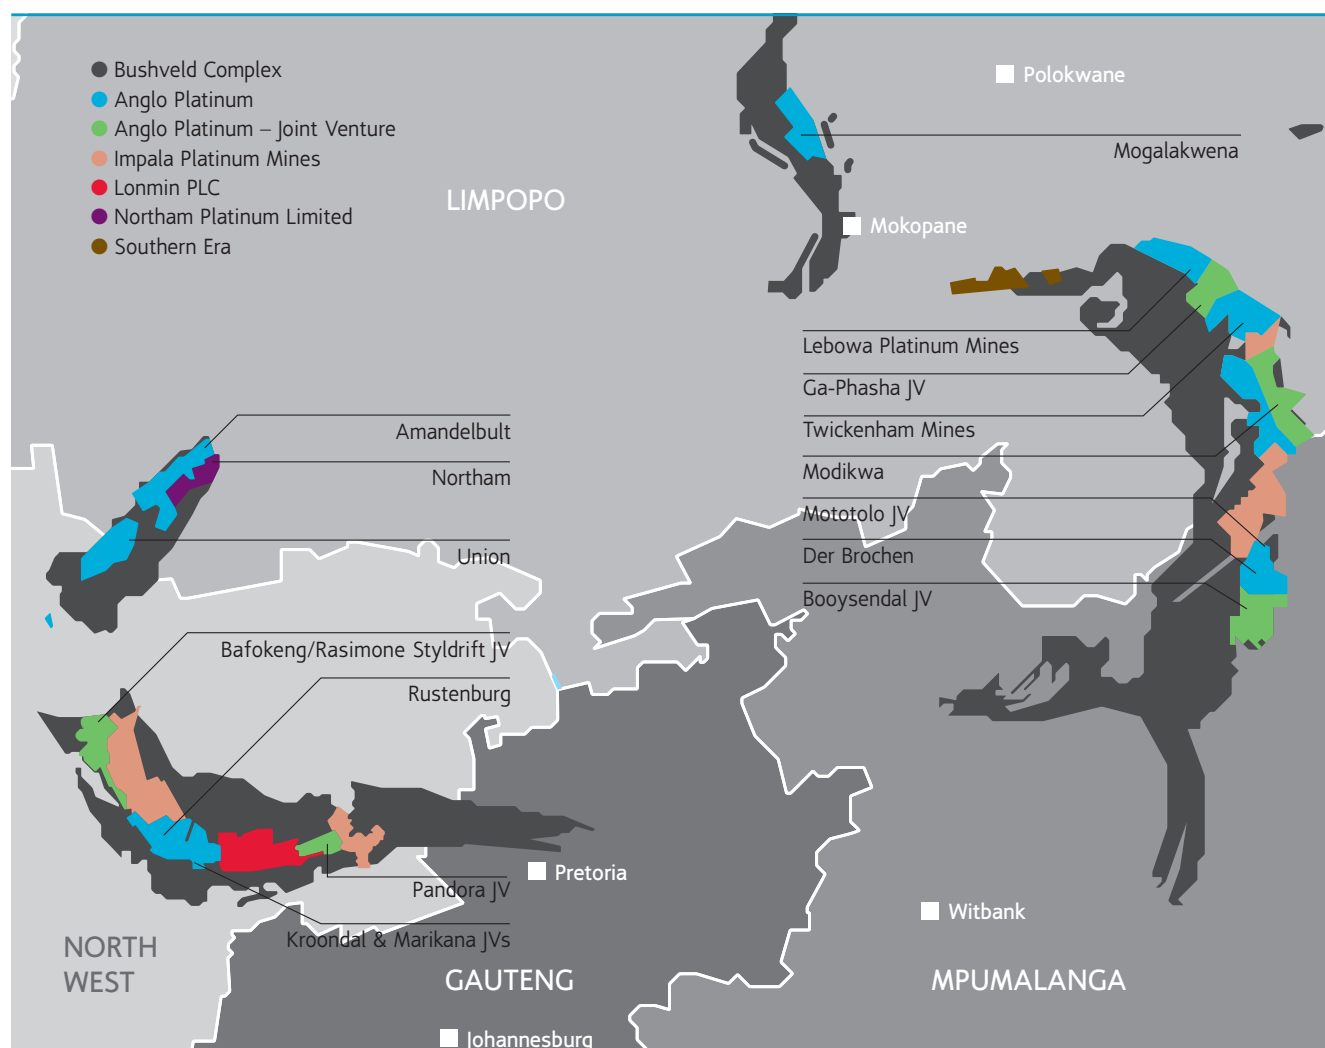 Bushveld Complex
Anglo Platinum
Anglo Platinum – Joint Venture
Impala Platinum Mines
Lonmin PLC
Northam Platinum Limited
Southern Era
Polokwane
Mogalakwena
LIMPOPO
Mokopane
Lebowa Platinum Mines
Ga-Phasha JV
Twickenham Mines
Modikwa
Mototolo JV
Der Brochen
Booysendal JV
Amandelbult
Northam
Union
Bafokeng/Rasimone Styldrift JV
Rustenburg
Pandora JV
Kroondal & Marikana JVs
Pretoria
Witbank
NORTH
WEST
GAUTENG
MPUMALANGA
Johannesburg